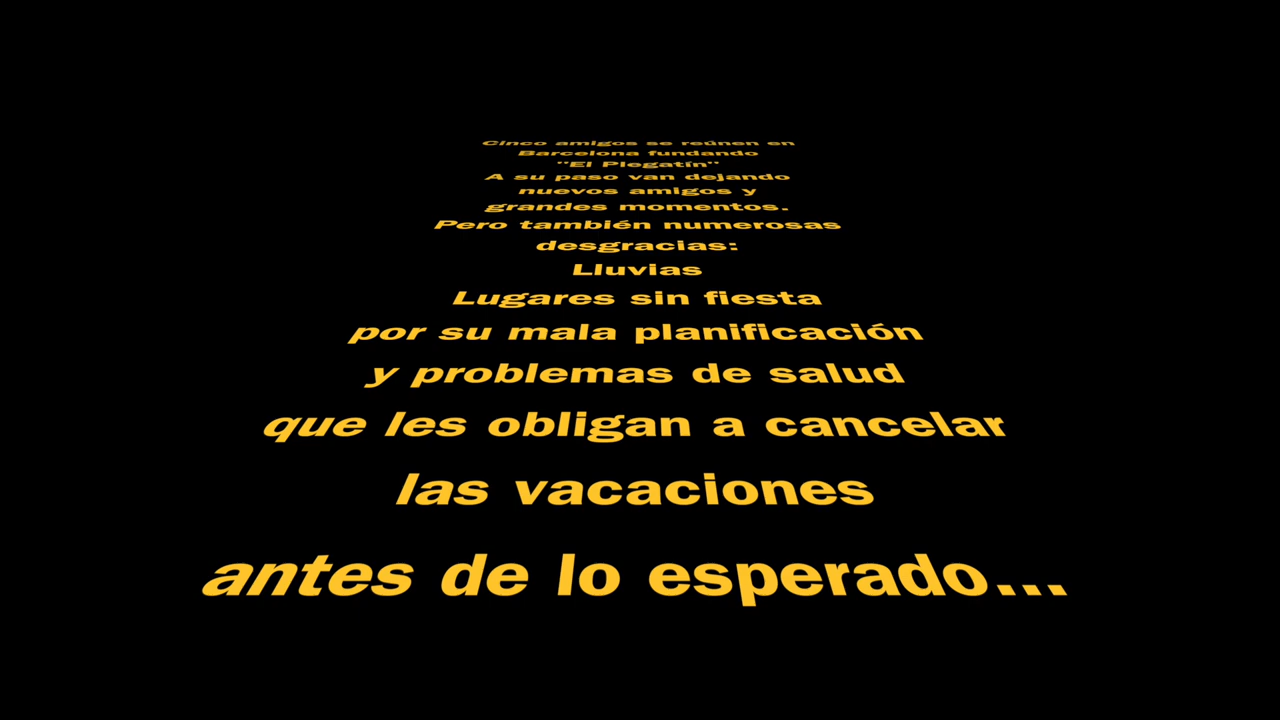 Cinco amigos se reúnen en
Barcelona fundando
"El Plegatín"
A su paso van dejando
nuevos amigos y
grandes momentos.
Pero también numerosas
desgracias:
Lluvias
Lugares sin fiesta
por su mala planificación
y problemas de salud
que les obligan a cancelar
las vacaciones
antes de lo esperado...